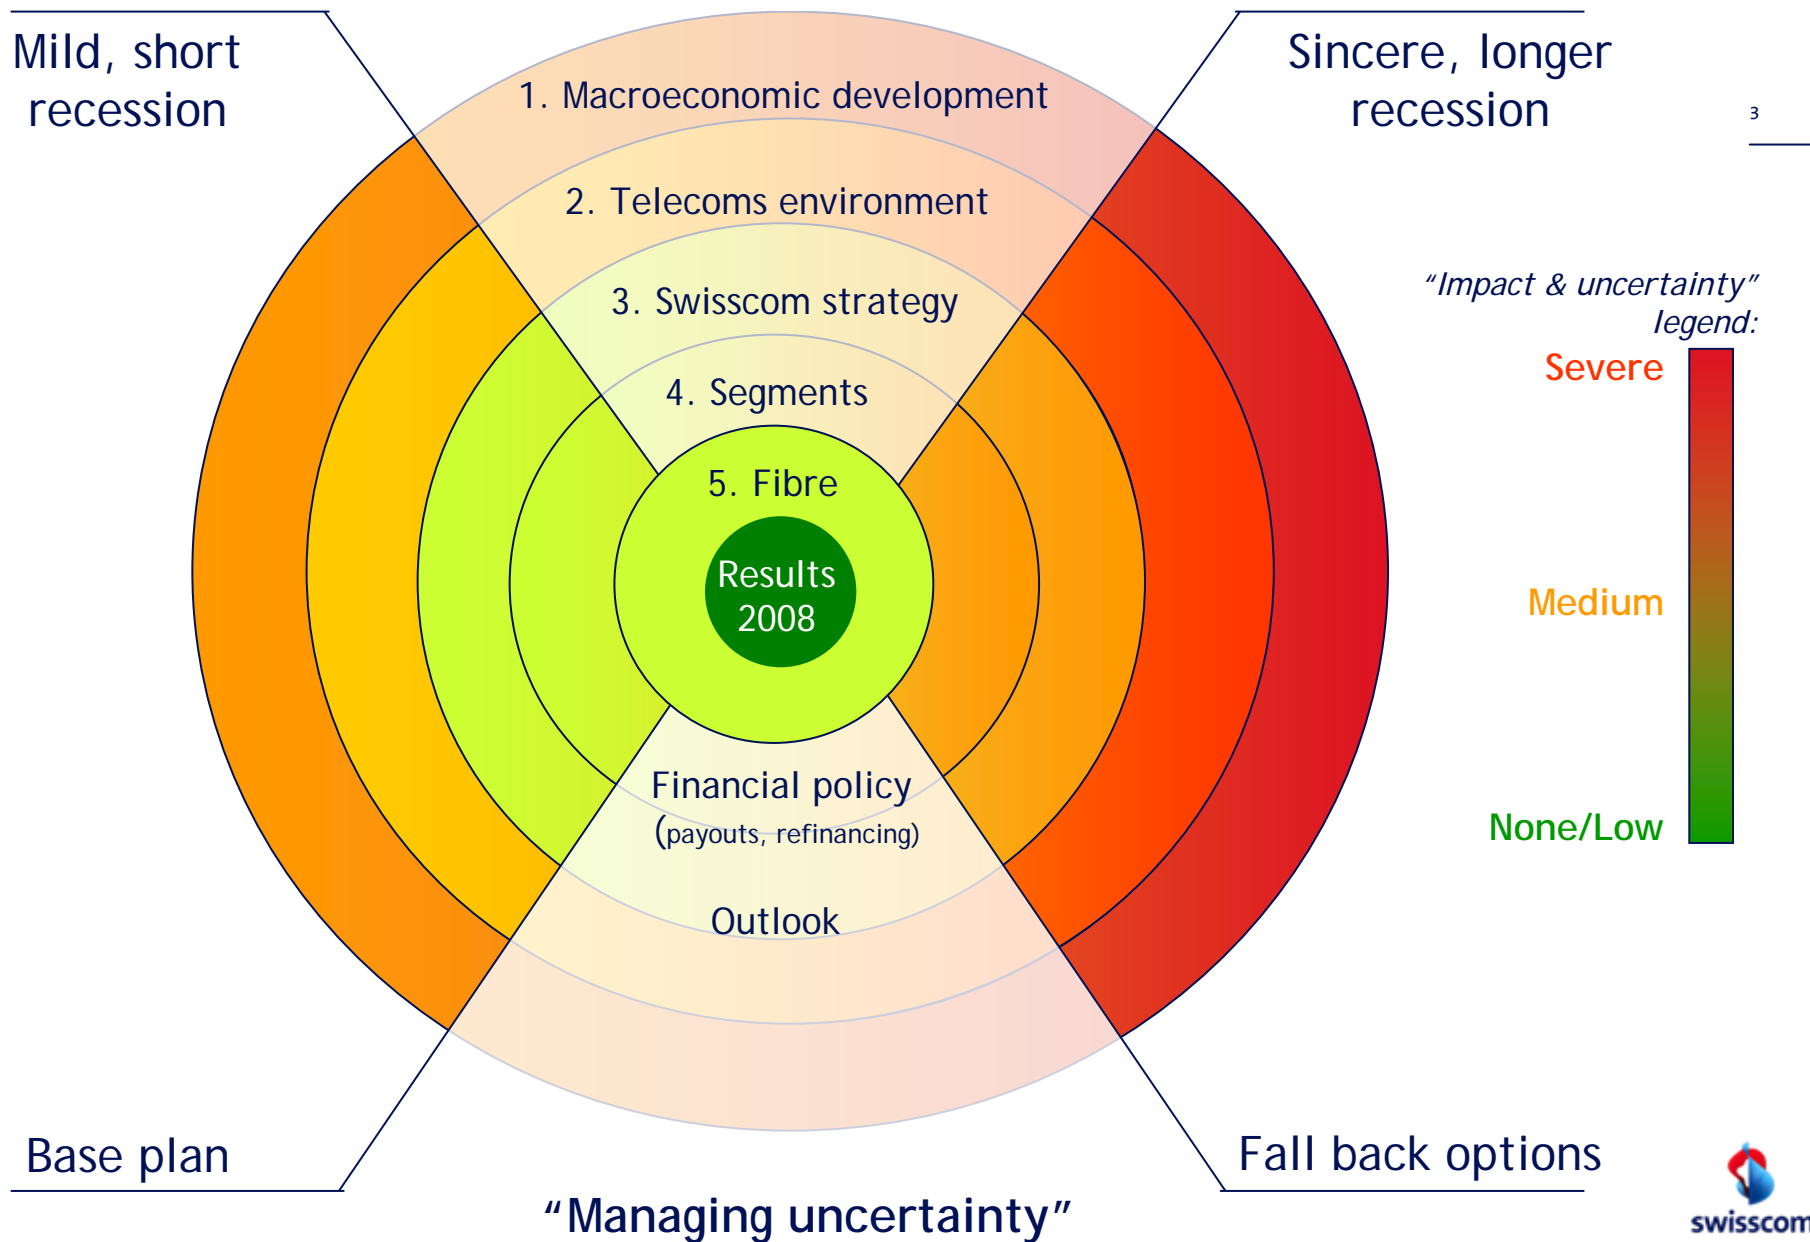 Mild, short
recession
Sincere, longer
recession
3
1. Macroeconomic development
2. Telecoms environment
3. Swisscom strategy
4. Segments
5. Fibre
Results
2008
Financial policy
(payouts, refinancing)
Outlook
“Impact & uncertainty”
legend:
Severe
Medium
None/Low
Base plan
Fall back options
“Managing uncertainty”
swisscom